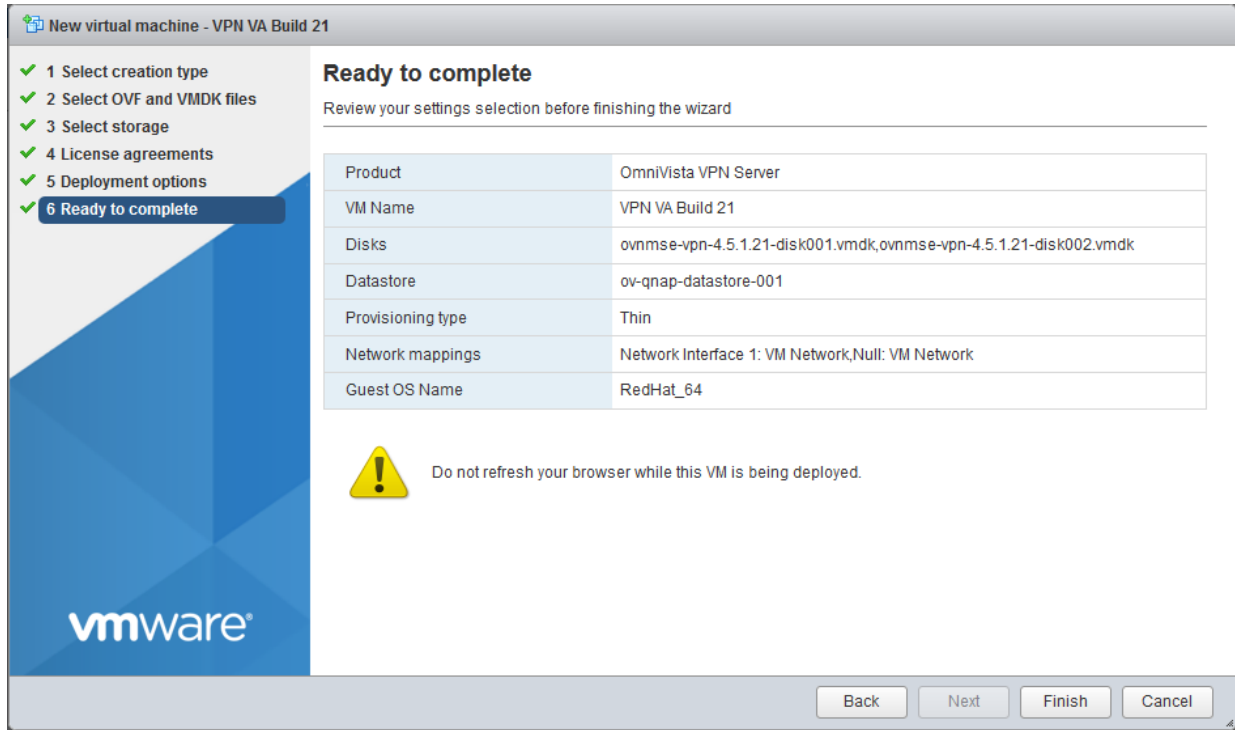 New virtual machine - VPN VA Build 21
1 Select creation type
2 Select OVF and VMDK files
3 Select storage
4 License agreements
5 Deployment options
6 Ready to complete
Ready to complete
Review your settings selection before finishing the wizard
Product OmniVista VPN Server
VM Name VPN VA Build 21
Disks ovnmse-vpn-4.5.1.21-disk001.vmdk,ovnmse-vpn-4.5.1.21-disk002.vmdk
Datastore ov-qnap-datastore-001
Provisioning type Thin
Network mappings Network Interface 1: VM Network,Null: VM Network
Guest OS Name RedHat_64
Do not refresh your browser while this VM is being deployed.
vmware®
Back Next Finish Cancel